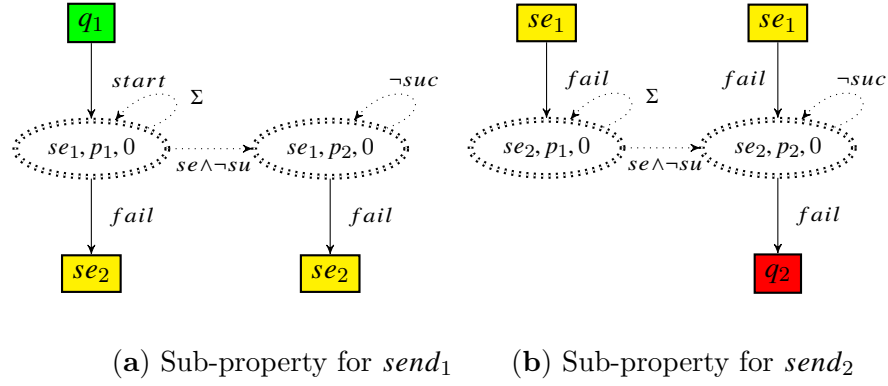 q₁
start
Σ
se₁, p₁, 0
se∧¬su
¬suc
se₁, p₂, 0
fail
fail
se₂
se₂
(a) Sub-property for send₁
se₁
se₁
fail
Σ
fail
¬suc
se₂, p₁, 0
se∧¬su
se₂, p₂, 0
fail
q₂
(b) Sub-property for send₂